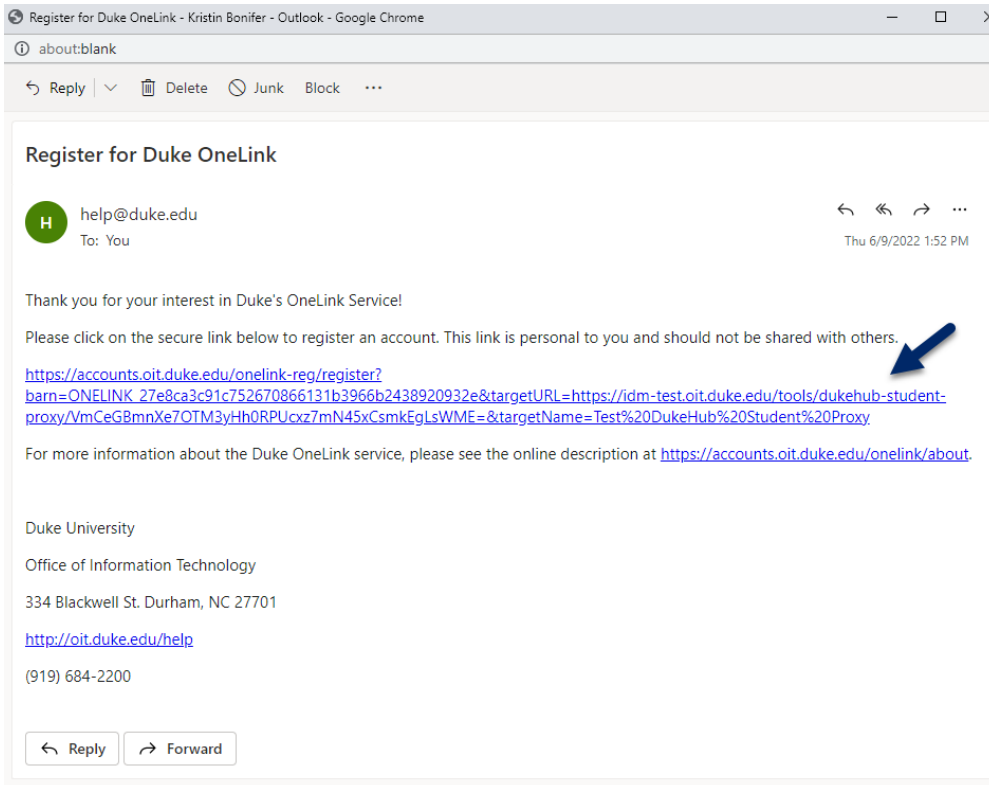 Register for Duke OneLink - Kristin Bonifer - Outlook - Google Chrome
about:blank
Reply Delete Junk Block ...
Register for Duke OneLink
H
help@duke.edu
To: You
Thu 6/9/2022 1:52 PM
Thank you for your interest in Duke's OneLink Service!
Please click on the secure link below to register an account. This link is personal to you and should not be shared with others.
https://accounts.oit.duke.edu/onelink-reg/register?
barn=ONELINK_27e8ca3c91c752670866131b3966b2438920932e&targetURL=https://idm-test.oit.duke.edu/tools/dukehub-student-
proxy/VmCeGBmnXe7OTM3yHh0RPUcxz7mN45xCsmkEgLsWME=&targetName=Test%20DukeHub%20Student%20Proxy
For more information about the Duke OneLink service, please see the online description at https://accounts.oit.duke.edu/onelink/about.
Duke University
Office of Information Technology
334 Blackwell St. Durham, NC 27701
http://oit.duke.edu/help
(919) 684-2200
Reply Forward